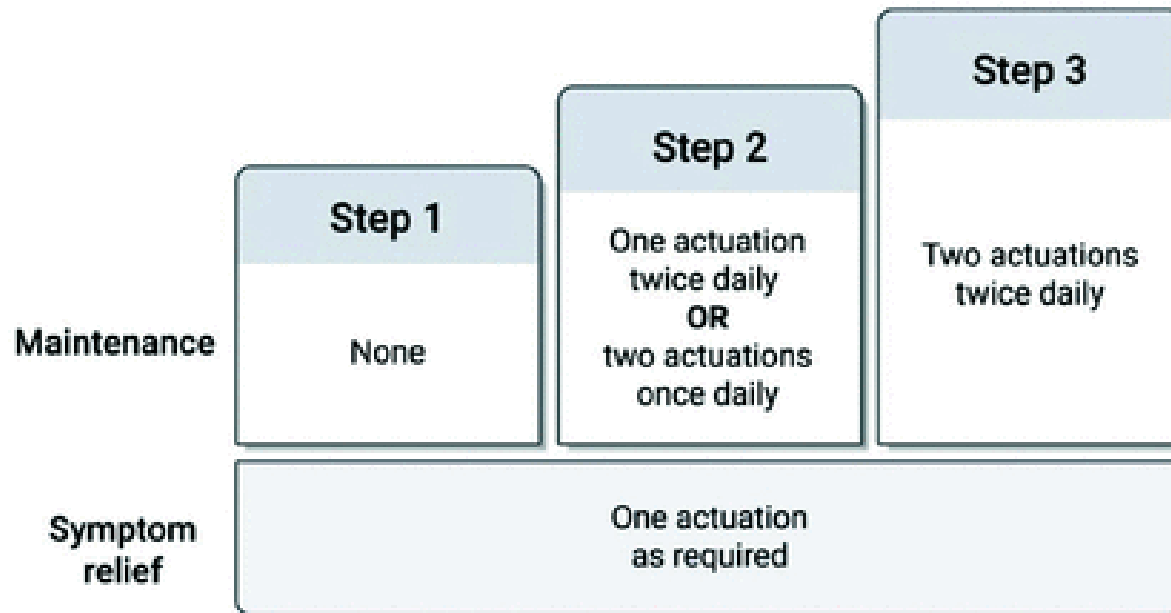 Step 1
Step 2
Step 3
Maintenance
None
One actuation
twice daily
OR
two actuations
once daily
Two actuations
twice daily
Symptom
relief
One actuation
as required